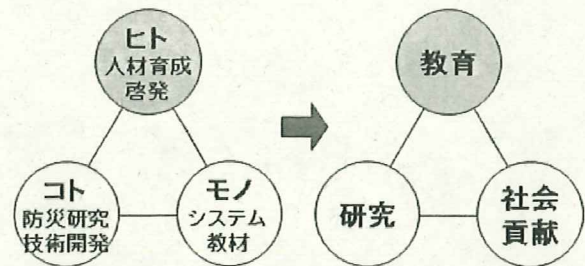 ヒト
人材育成
啓発
コト
防災研究
技術開発
モノ
システム
教材
教育
研究
社会
貢献